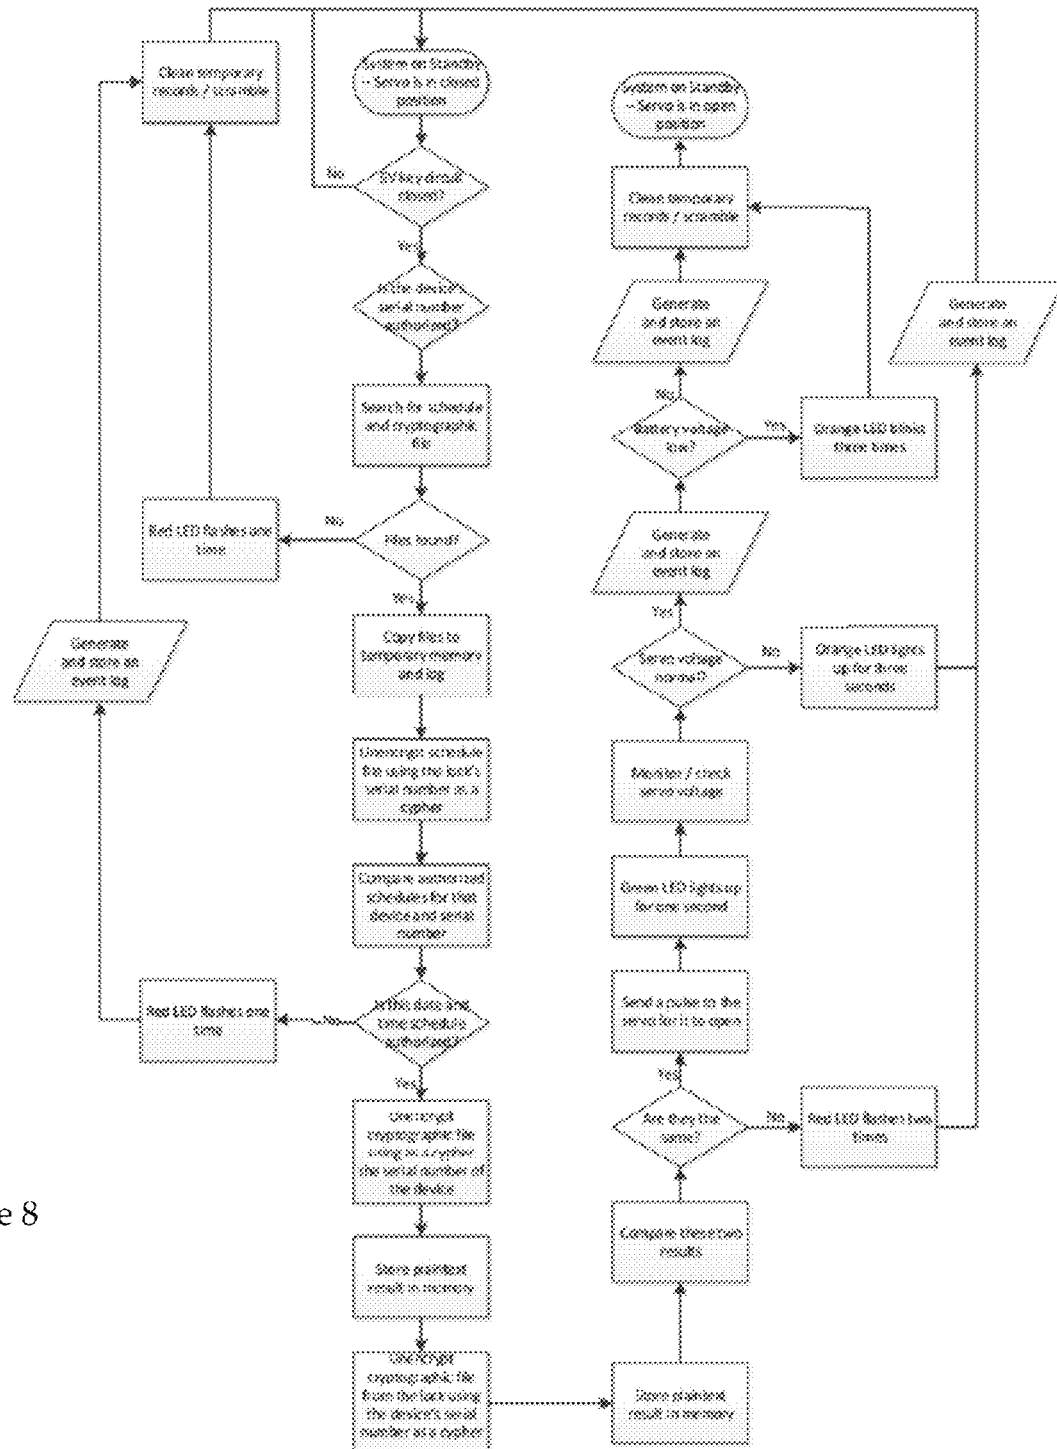 Clean temporary
records / scramble
System on Standby
– Servo is in closed
position
No
5V key circuit
closed?
Yes
Is the device's
serial number
authorized?
Search for schedule
and cryptographic
file
No
Files found?
Red LED flashes one
time
Yes
Copy files to
temporary memory
and log
Generate
and store an
event log
Unencrypt schedule
file using the lock's
serial number as a
cypher
Compare authorized
schedules for that
device and serial
number
Red LED flashes one
time
No
Is this date and
time schedule
authorized?
Yes
Unencrypt
cryptographic file
using as a cypher
the serial number of
the device
Store plaintext
result in memory
Unencrypt
cryptographic file
from the lock using
the device's serial
number as a cypher
System on Standby
– Servo is in open
position
Clean temporary
records / scramble
Generate
and store an
event log
Generate
and store an
event log
No
Battery voltage
low?
Yes
Orange LED blinks
three times
Generate
and store an
event log
Yes
Servo voltage
normal?
No
Orange LED lights
up for three
seconds
Monitor / check
servo voltage
Green LED lights up
for one second
Send a pulse to the
servo for it to open
Yes
Are they the
same?
No
Red LED flashes two
times
Compare these two
results
Store plaintext
result in memory
e 8